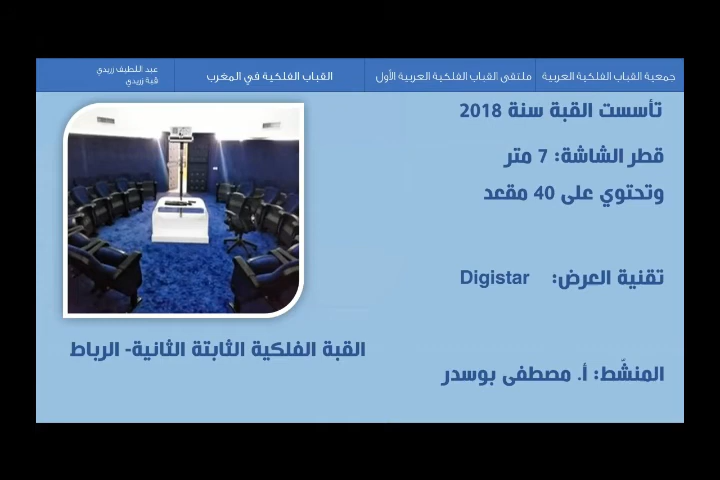 جمعية القباب الفلكية العربية
ملتقى القباب الفلكية العربية الأول
القباب الفلكية في المغرب
عبد اللطيف زريدي
قبة زريدي
تأسست القبة سنة 2018
قطر الشاشة: 7 متر
وتحتوي على 40 مقعد
تقنية العرض: Digistar
القبة الفلكية الثابتة الثانية- الرباط
المنشّط: أ. مصطفى بوسدر